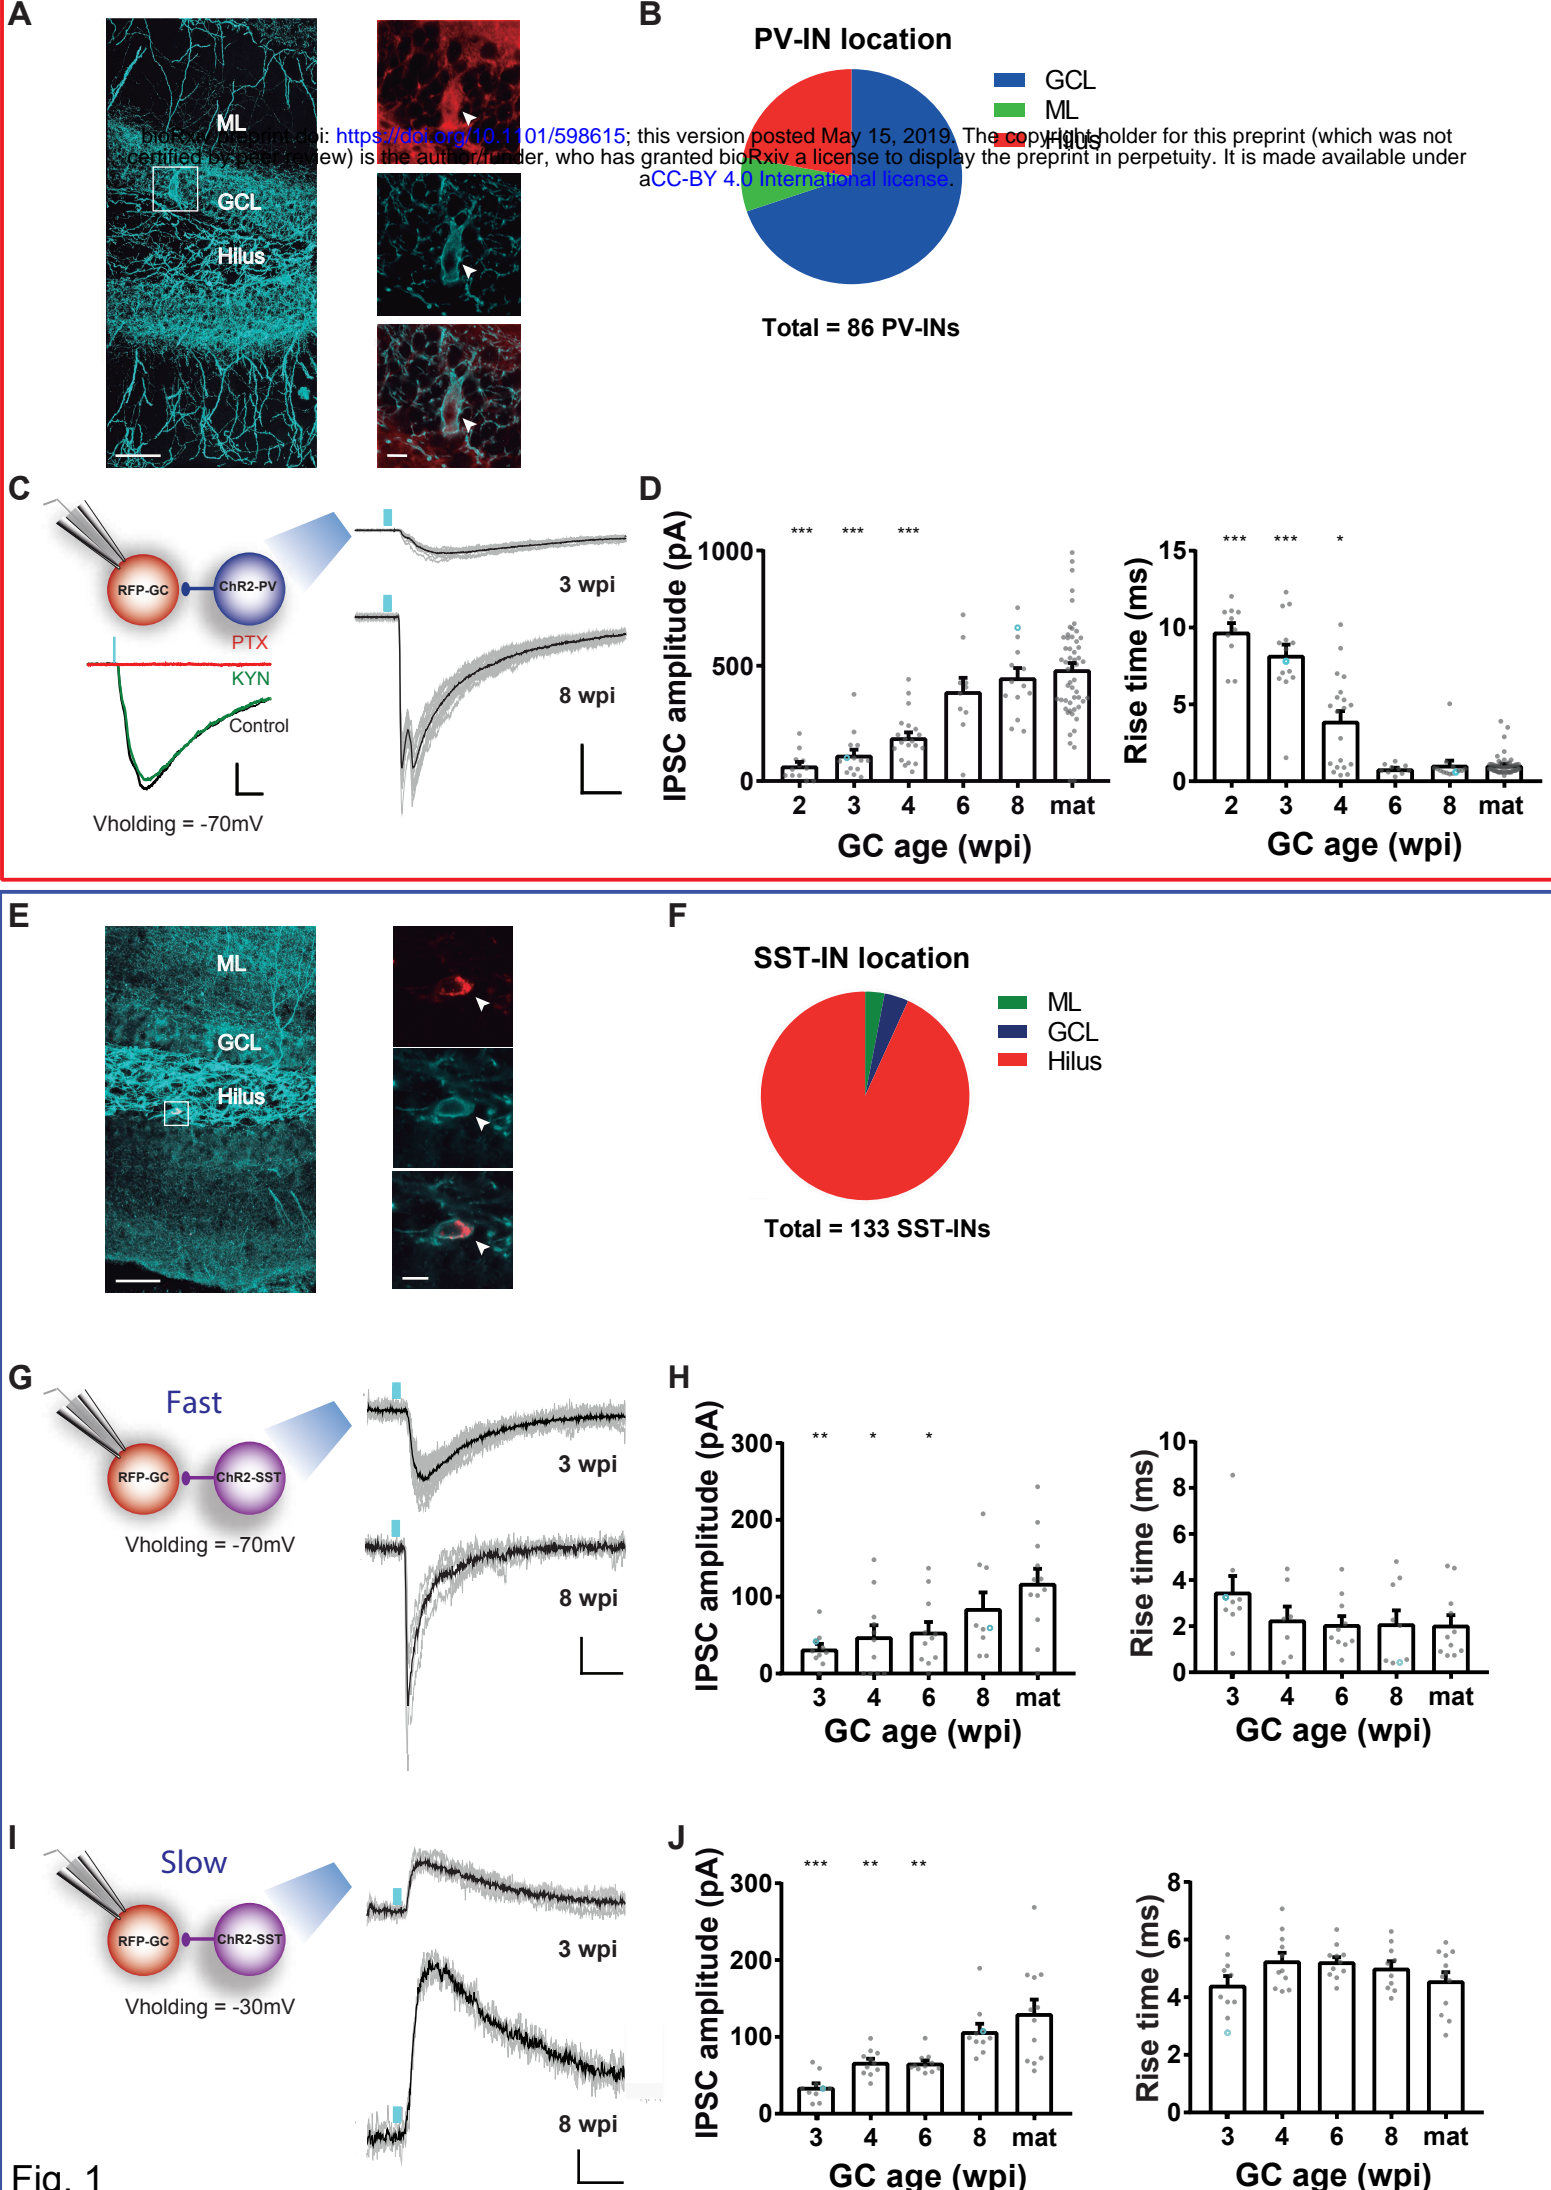 A
B
PV-IN location
GCL
ML
Hilus
bioRxiv preprint doi: https://doi.org/10.1101/598615; this version posted May 15, 2019. The copyright holder for this preprint (which was not
certified by peer review) is the author/funder, who has granted bioRxiv a license to display the preprint in perpetuity. It is made available under
aCC-BY 4.0 International license.
ML
GCL
Hilus
Total = 86 PV-INs
C
RFP-GC
ChR2-PV
PTX
KYN
Control
Vholding = -70mV
3 wpi
8 wpi
D
IPSC amplitude (pA)
*** *** ***
1000
500
0
2 3 4 6 8 mat
GC age (wpi)
Rise time (ms)
*** *** *
15
10
5
0
2 3 4 6 8 mat
GC age (wpi)
E
ML
GCL
Hilus
F
SST-IN location
ML
GCL
Hilus
Total = 133 SST-INs
G
Fast
RFP-GC
ChR2-SST
Vholding = -70mV
3 wpi
8 wpi
H
IPSC amplitude (pA)
** * *
300
200
100
0
3 4 6 8 mat
GC age (wpi)
Rise time (ms)
10
8
6
4
2
0
3 4 6 8 mat
GC age (wpi)
I
Slow
RFP-GC
ChR2-SST
Vholding = -30mV
3 wpi
8 wpi
J
IPSC amplitude (pA)
*** ** **
300
200
100
0
3 4 6 8 mat
GC age (wpi)
Rise time (ms)
8
6
4
2
0
3 4 6 8 mat
GC age (wpi)
Fig. 1